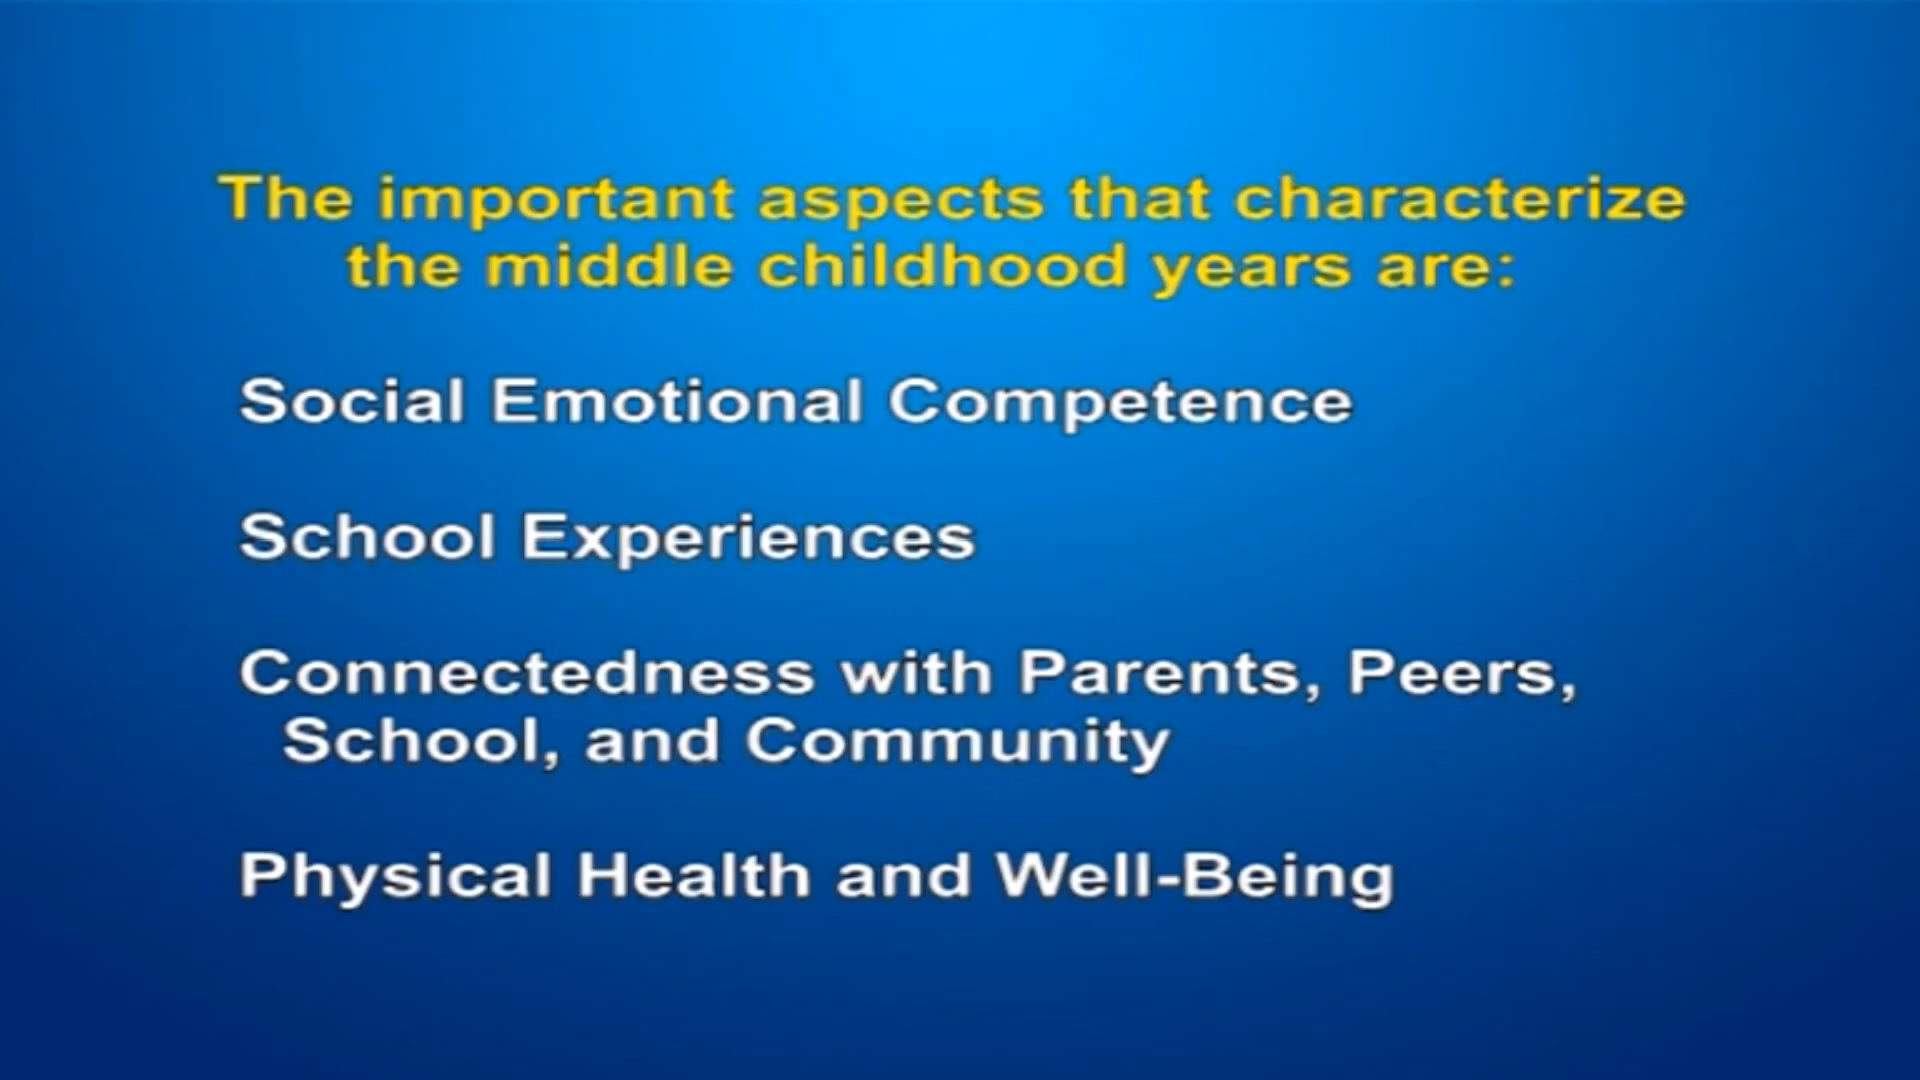 The important aspects that characterize
the middle childhood years are:
Social Emotional Competence
School Experiences
Connectedness with Parents, Peers,
School, and Community
Physical Health and Well-Being